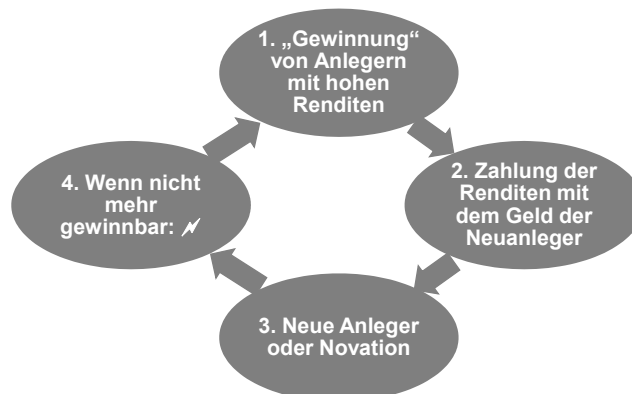 1. „Gewinnung“
von Anlegern
mit hohen
Renditen
2. Zahlung der
Renditen mit
dem Geld der
Neuanleger
3. Neue Anleger
oder Novation
4. Wenn nicht
mehr
gewinnbar: